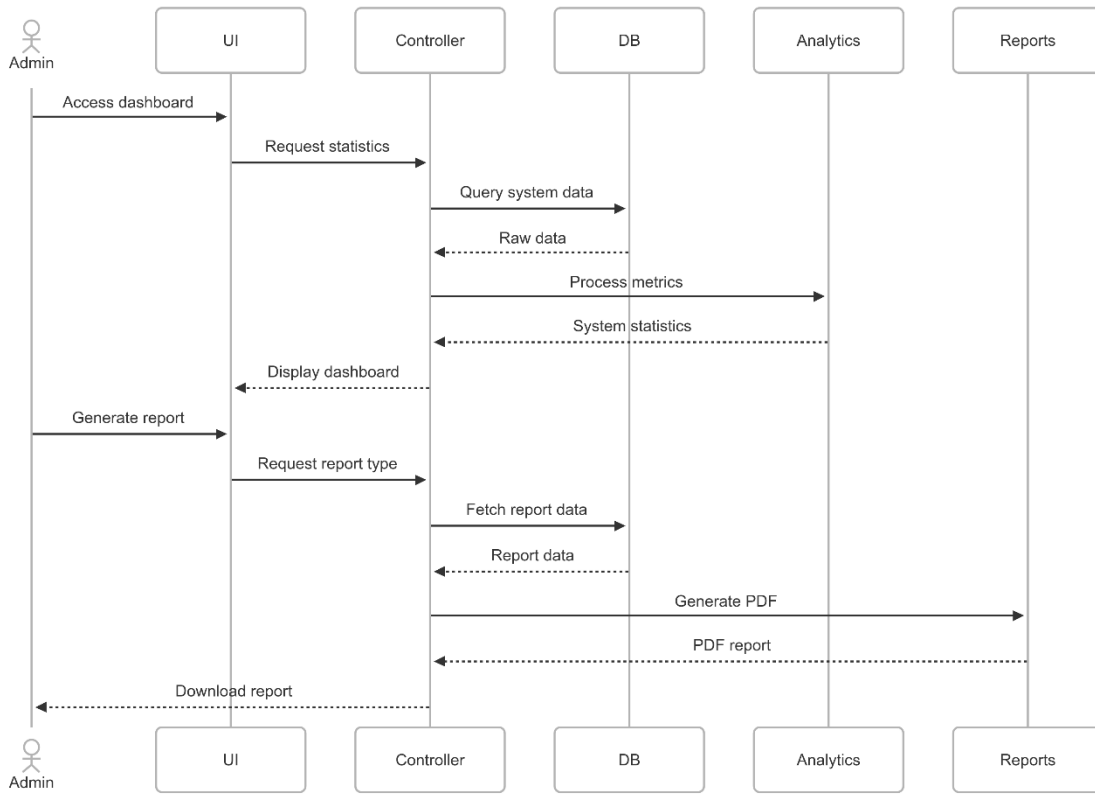 Admin
UI
Controller
DB
Analytics
Reports
Access dashboard
Request statistics
Query system data
Raw data
Process metrics
System statistics
Display dashboard
Generate report
Request report type
Fetch report data
Report data
Generate PDF
PDF report
Download report
Admin
UI
Controller
DB
Analytics
Reports